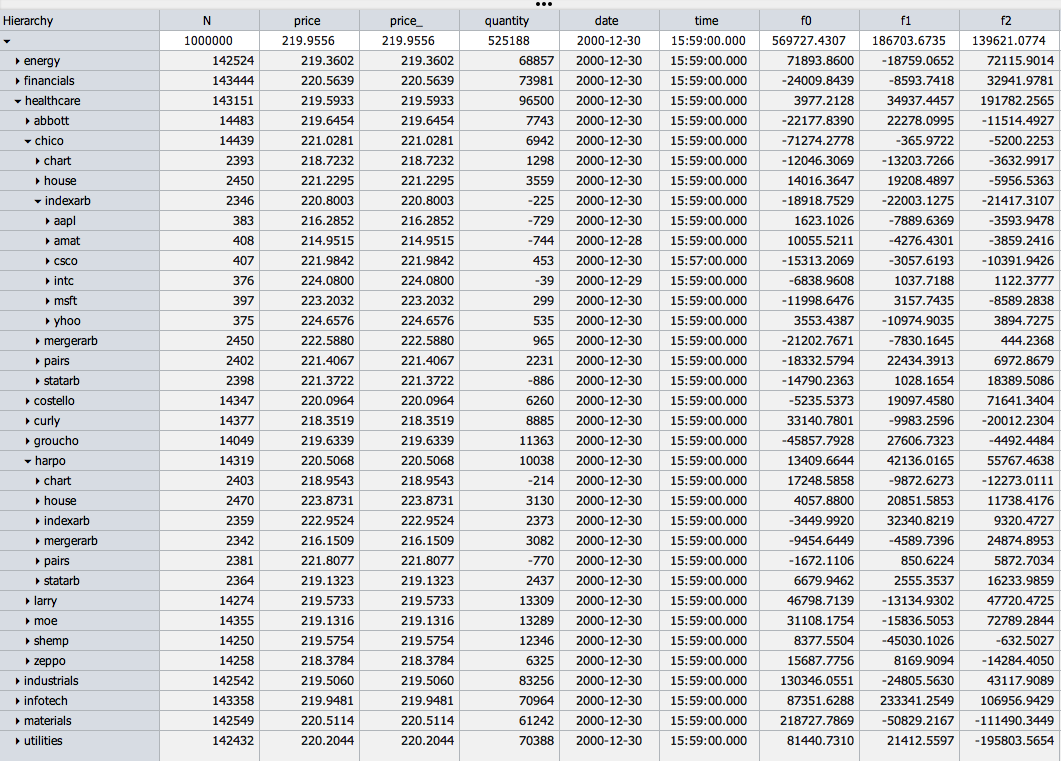 Hierarchy N price price_ quantity date time f0 f1 f2
1000000 219.9556 219.9556 525188 2000-12-30 15:59:00.000 569727.4307 186703.6735 139621.0774
energy 142524 219.3602 219.3602 68857 2000-12-30 15:59:00.000 71893.8600 -18759.0652 72115.9014
financials 143444 220.5639 220.5639 73981 2000-12-30 15:59:00.000 -24009.8439 -8593.7418 32941.9781
healthcare 143151 219.5933 219.5933 96500 2000-12-30 15:59:00.000 3977.2128 34937.4457 191782.2565
abbott 14483 219.6454 219.6454 7743 2000-12-30 15:59:00.000 -22177.8390 22278.0995 -11514.4927
chico 14439 221.0281 221.0281 6942 2000-12-30 15:59:00.000 -71274.2778 -365.9722 -5200.2253
chart 2393 218.7232 218.7232 1298 2000-12-30 15:59:00.000 -12046.3069 -13203.7266 -3632.9917
house 2450 221.2295 221.2295 3559 2000-12-30 15:59:00.000 14016.3647 19208.4897 -5956.5363
indexarb 2346 220.8003 220.8003 -225 2000-12-30 15:59:00.000 -18918.7529 -22003.1275 -21417.3107
aapl 383 216.2852 216.2852 -729 2000-12-30 15:59:00.000 1623.1026 -7889.6369 -3593.9478
amat 408 214.9515 214.9515 -744 2000-12-28 15:59:00.000 10055.5211 -4276.4301 -3859.2416
csco 407 221.9842 221.9842 453 2000-12-30 15:57:00.000 -15313.2069 -3057.6193 -10391.9426
intc 376 224.0800 224.0800 -39 2000-12-29 15:59:00.000 -6838.9608 1037.7188 1122.3777
msft 397 223.2032 223.2032 299 2000-12-30 15:59:00.000 -11998.6476 3157.7435 -8589.2838
yhoo 375 224.6576 224.6576 535 2000-12-30 15:59:00.000 3553.4387 -10974.9035 3894.7275
mergerarb 2450 222.5880 222.5880 965 2000-12-30 15:59:00.000 -21202.7671 -7830.1645 444.2368
pairs 2402 221.4067 221.4067 2231 2000-12-30 15:59:00.000 -18332.5794 22434.3913 6972.8679
statarb 2398 221.3722 221.3722 -886 2000-12-30 15:59:00.000 -14790.2363 1028.1654 18389.5086
costello 14347 220.0964 220.0964 6260 2000-12-30 15:59:00.000 -5235.5373 19097.4580 71641.3404
curly 14377 218.3519 218.3519 8885 2000-12-30 15:59:00.000 33140.7801 -9983.2596 -20012.2304
groucho 14049 219.6339 219.6339 11363 2000-12-30 15:59:00.000 -45857.7928 27606.7323 -4492.4484
harpo 14319 220.5068 220.5068 10038 2000-12-30 15:59:00.000 13409.6644 42136.0165 55767.4638
chart 2403 218.9543 218.9543 -214 2000-12-30 15:59:00.000 17248.5858 -9872.6273 -12273.0111
house 2470 223.8731 223.8731 3130 2000-12-30 15:59:00.000 4057.8800 20851.5853 11738.4176
indexarb 2359 222.9524 222.9524 2373 2000-12-30 15:59:00.000 -3449.9920 32340.8219 9320.4727
mergerarb 2342 216.1509 216.1509 3082 2000-12-30 15:59:00.000 -9454.6449 -4589.7396 24874.8953
pairs 2381 221.8077 221.8077 -770 2000-12-30 15:59:00.000 -1672.1106 850.6224 5872.7034
statarb 2364 219.1323 219.1323 2437 2000-12-30 15:59:00.000 6679.9462 2555.3537 16233.9859
larry 14274 219.5733 219.5733 13309 2000-12-30 15:59:00.000 46798.7139 -13134.9302 47720.4725
moe 14355 219.1316 219.1316 13289 2000-12-30 15:59:00.000 31108.1754 -15836.5053 72789.2844
shemp 14250 219.5754 219.5754 12346 2000-12-30 15:59:00.000 8377.5504 -45030.1026 -632.5027
zeppo 14258 218.3784 218.3784 6325 2000-12-30 15:59:00.000 15687.7756 8169.9094 -14284.4050
industrials 142542 219.5060 219.5060 83256 2000-12-30 15:59:00.000 130346.0551 -24805.5630 43117.9089
infotech 143358 219.9481 219.9481 70964 2000-12-30 15:59:00.000 87351.6288 233341.2549 106956.9429
materials 142549 220.5114 220.5114 61242 2000-12-30 15:59:00.000 218727.7869 -50829.2167 -111490.3449
utilities 142432 220.2044 220.2044 70388 2000-12-30 15:59:00.000 81440.7310 21412.5597 -195803.5654